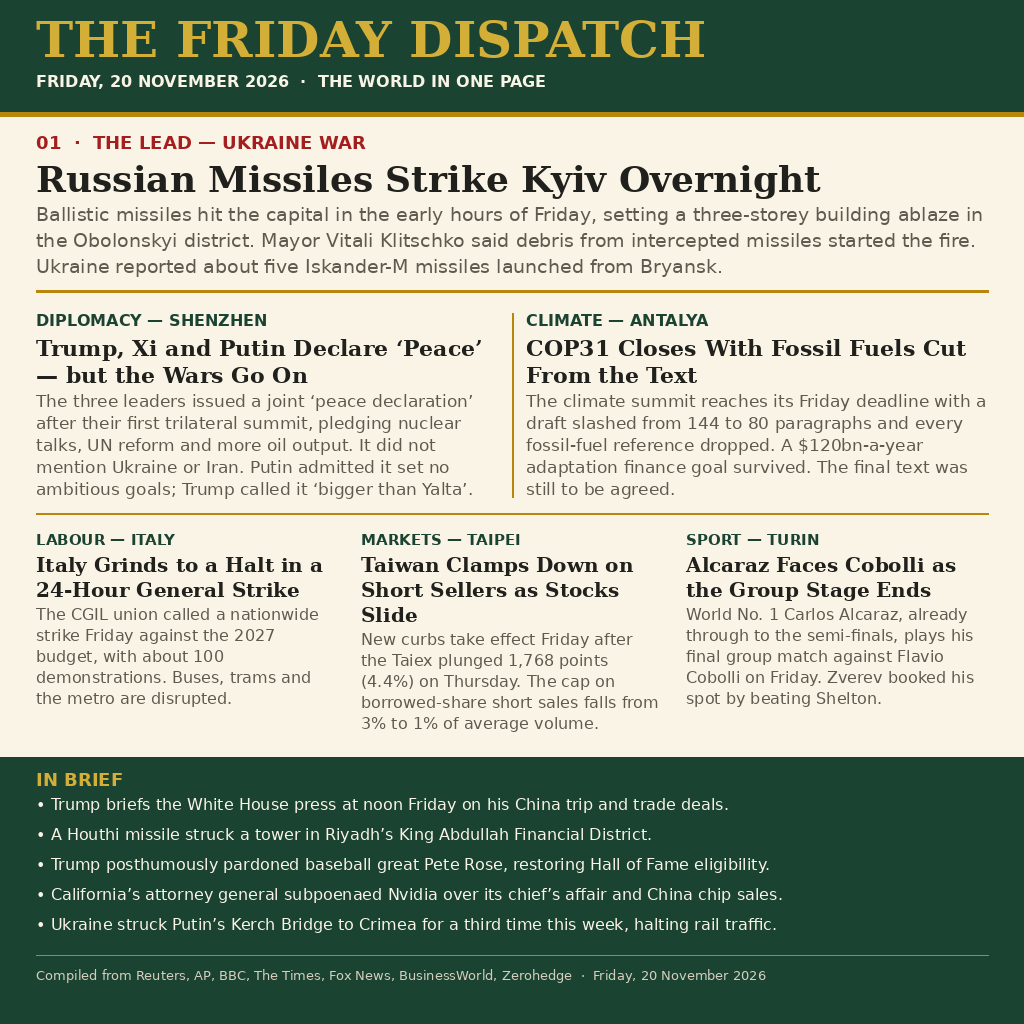 THE FRIDAY DISPATCH
FRIDAY, 20 NOVEMBER 2026 · THE WORLD IN ONE PAGE
01 · THE LEAD — UKRAINE WAR
Russian Missiles Strike Kyiv Overnight
Ballistic missiles hit the capital in the early hours of Friday, setting a three-storey building ablaze in
the Obolonskyi district. Mayor Vitali Klitschko said debris from intercepted missiles started the fire.
Ukraine reported about five Iskander-M missiles launched from Bryansk.
DIPLOMACY — SHENZHEN
Trump, Xi and Putin Declare ‘Peace’
— but the Wars Go On
The three leaders issued a joint ‘peace declaration’
after their first trilateral summit, pledging nuclear
talks, UN reform and more oil output. It did not
mention Ukraine or Iran. Putin admitted it set no
ambitious goals; Trump called it ‘bigger than Yalta’.
CLIMATE — ANTALYA
COP31 Closes With Fossil Fuels Cut
From the Text
The climate summit reaches its Friday deadline with a
draft slashed from 144 to 80 paragraphs and every
fossil-fuel reference dropped. A $120bn-a-year
adaptation finance goal survived. The final text was
still to be agreed.
LABOUR — ITALY
Italy Grinds to a Halt in a
24-Hour General Strike
The CGIL union called a nationwide
strike Friday against the 2027
budget, with about 100
demonstrations. Buses, trams and
the metro are disrupted.
MARKETS — TAIPEI
Taiwan Clamps Down on
Short Sellers as Stocks
Slide
New curbs take effect Friday after
the Taiex plunged 1,768 points
(4.4%) on Thursday. The cap on
borrowed-share short sales falls from
3% to 1% of average volume.
SPORT — TURIN
Alcaraz Faces Cobolli as
the Group Stage Ends
World No. 1 Carlos Alcaraz, already
through to the semi-finals, plays his
final group match against Flavio
Cobolli on Friday. Zverev booked his
spot by beating Shelton.
IN BRIEF
• Trump briefs the White House press at noon Friday on his China trip and trade deals.
• A Houthi missile struck a tower in Riyadh’s King Abdullah Financial District.
• Trump posthumously pardoned baseball great Pete Rose, restoring Hall of Fame eligibility.
• California’s attorney general subpoenaed Nvidia over its chief’s affair and China chip sales.
• Ukraine struck Putin’s Kerch Bridge to Crimea for a third time this week, halting rail traffic.
Compiled from Reuters, AP, BBC, The Times, Fox News, BusinessWorld, Zerohedge · Friday, 20 November 2026